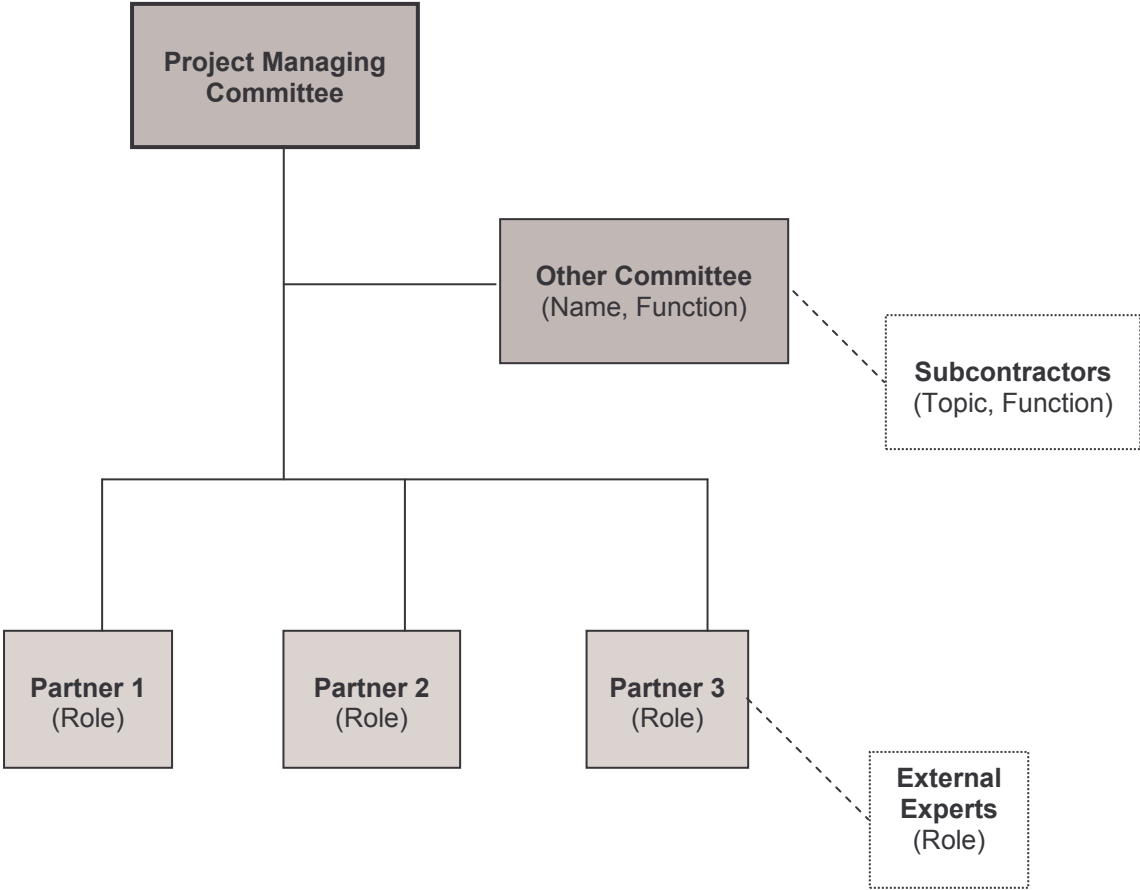 Project Managing
Committee
Other Committee
(Name, Function)
Subcontractors
(Topic, Function)
Partner 1
(Role)
Partner 2
(Role)
Partner 3
(Role)
External
Experts
(Role)